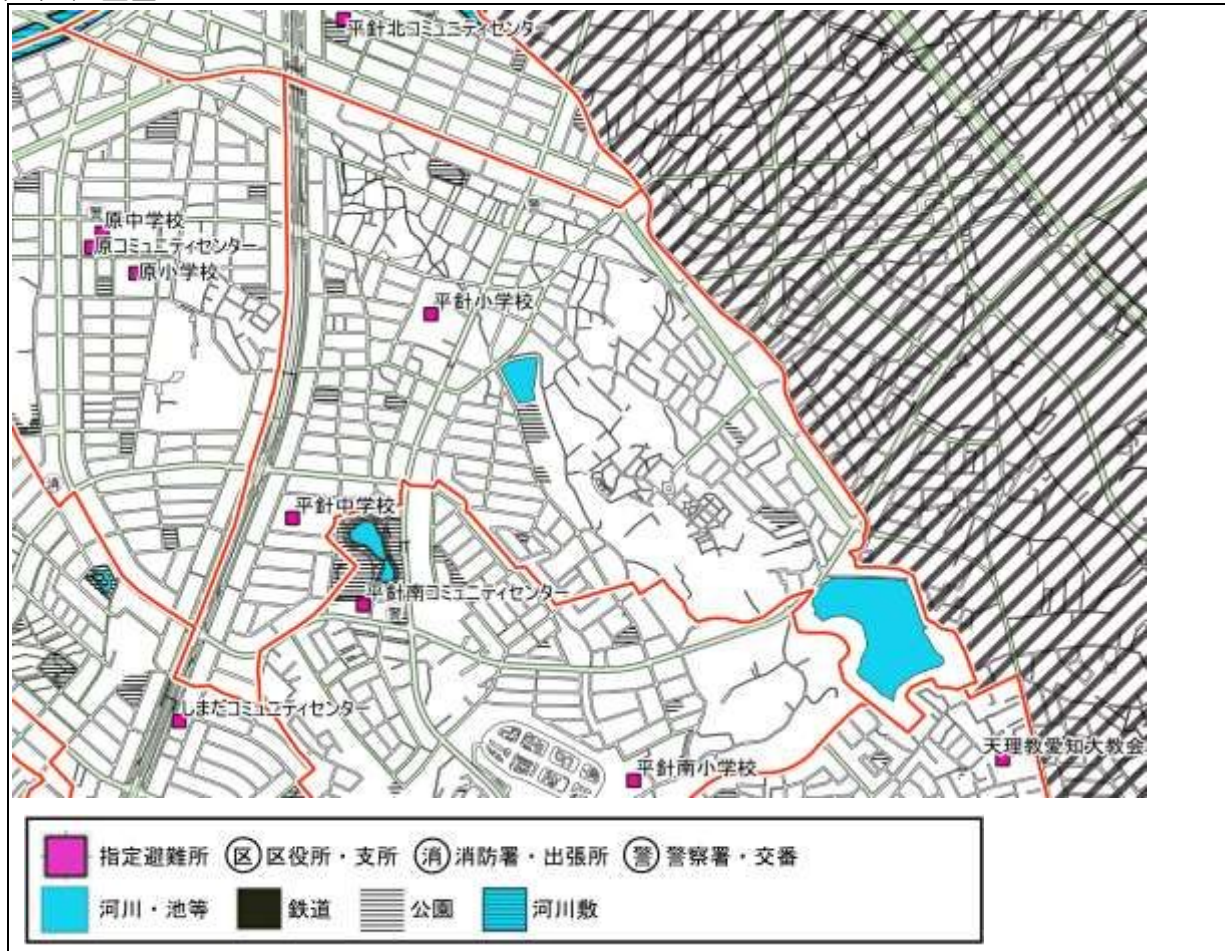 平針北コミュニティセンター
原中学校
原コミュニティセンター
原小学校
平針小学校
消
平針中学校
平針南コミュニティセンター
しまだコミュニティセンター
天理教愛知大教会
平針南小学校
指定避難所 区 区役所・支所 消 消防署・出張所 警 警察署・交番
河川・池等 鉄道 公園 河川敷